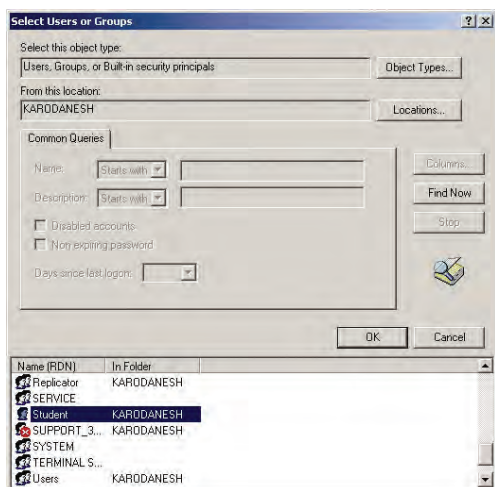 Select Users or Groups
Select this object type:
Users, Groups, or Built-in security principals
Object Types...
From this location:
KARODANESH
Locations...
Common Queries
Name: Starts with
Columns...
Description: Starts with
Find Now
Disabled accounts
Stop
Non expiring password
Days since last logon:
OK Cancel
Name (RDN) In Folder
Replicator KARODANESH
SERVICE
Student KARODANESH
SUPPORT_3... KARODANESH
SYSTEM
TERMINAL S...
Users KARODANESH